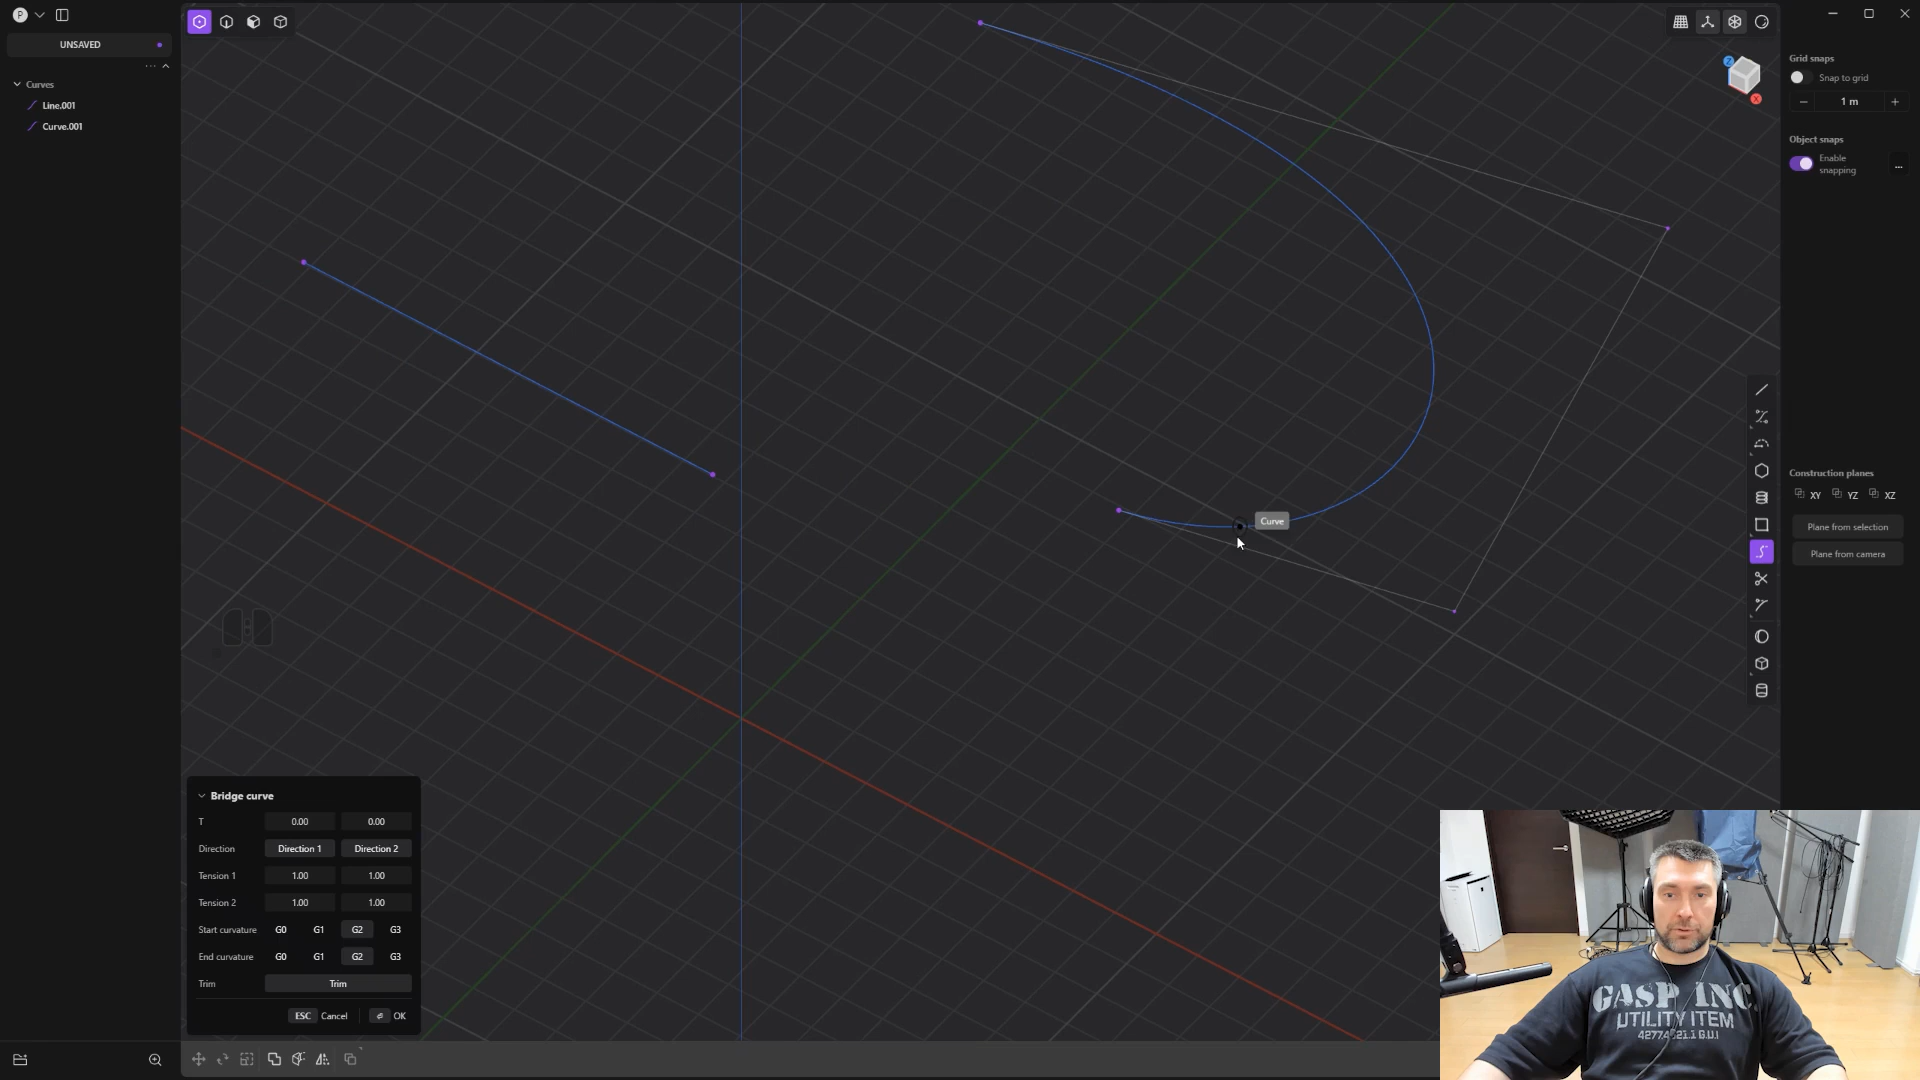 P
UNSAVED
Curves
Line.001
Curve.001
Z
X
Grid snaps
Snap to grid
1 m
Object snaps
Enable
snapping
...
Curve
Construction planes
XY YZ XZ
Plane from selection
Plane from camera
Bridge curve
T 0.00 0.00
Direction Direction 1 Direction 2
Tension 1 1.00 1.00
Tension 2 1.00 1.00
Start curvature G0 G1 G2 G3
End curvature G0 G1 G2 G3
Trim Trim
ESC Cancel OK
GASP INC
UTILITY ITEM